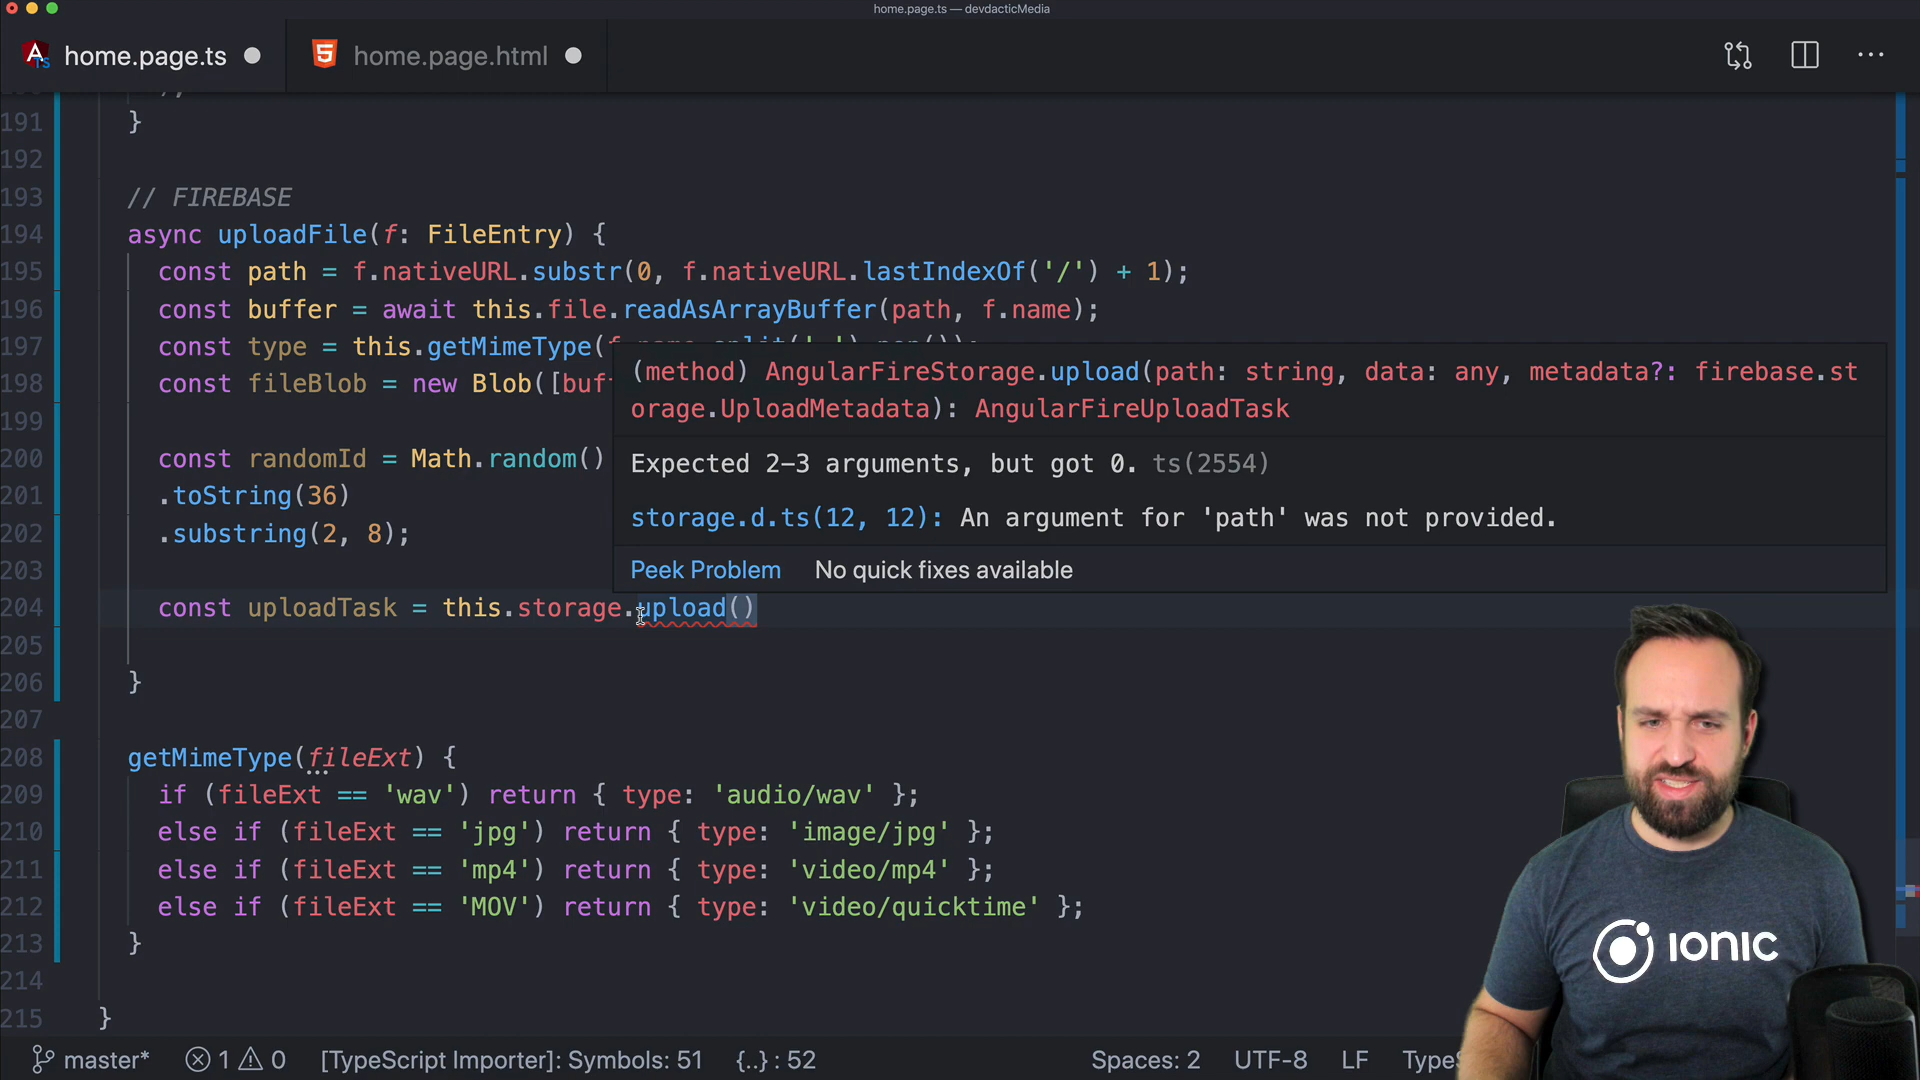 home.page.ts — devdacticMedia
home.page.ts
home.page.html
191 }
192
193 // FIREBASE
194 async uploadFile(f: FileEntry) {
195 const path = f.nativeURL.substr(0, f.nativeURL.lastIndexOf('/') + 1);
196 const buffer = await this.file.readAsArrayBuffer(path, f.name);
197 const type = this.getMimeType(
198 const fileBlob = new Blob([buf
199
200 const randomId = Math.random()
201 .toString(36)
202 .substring(2, 8);
203
204 const uploadTask = this.storage.upload()
205
206 }
207
208 getMimeType(fileExt) {
209 if (fileExt == 'wav') return { type: 'audio/wav' };
210 else if (fileExt == 'jpg') return { type: 'image/jpg' };
211 else if (fileExt == 'mp4') return { type: 'video/mp4' };
212 else if (fileExt == 'MOV') return { type: 'video/quicktime' };
213 }
214
215 }
(method) AngularFireStorage.upload(path: string, data: any, metadata?: firebase.st
orage.UploadMetadata): AngularFireUploadTask
Expected 2-3 arguments, but got 0. ts(2554)
storage.d.ts(12, 12): An argument for 'path' was not provided.
Peek Problem No quick fixes available
IONIC
master* 1 0 [TypeScript Importer]: Symbols: 51 {..} : 52 Spaces: 2 UTF-8 LF TypeS